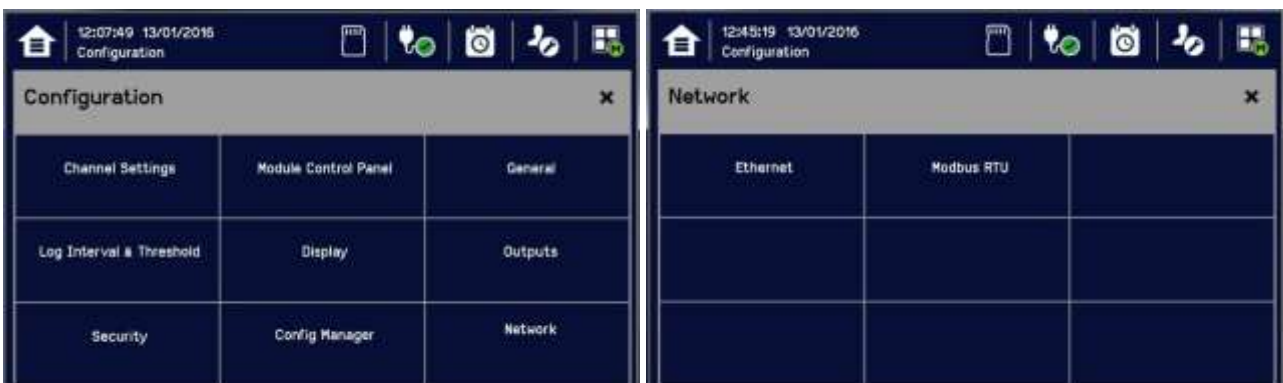 12:07:49 13/01/2016
Configuration
Configuration
Channel Settings Module Control Panel General
Log Interval & Threshold Display Outputs
Security Config Manager Network
12:45:19 13/01/2016
Configuration
Network
Ethernet Modbus RTU